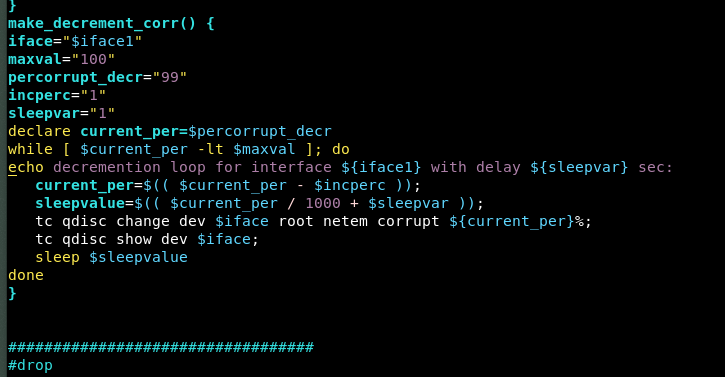 }
make_decrement_corr() {
iface="$iface1"
maxval="100"
percorrupt_decr="99"
incperc="1"
sleepvar="1"
declare current_per=$percorrupt_decr
while [ $current_per -lt $maxval ]; do
echo decremention loop for interface ${iface1} with delay ${sleepvar} sec:
   current_per=$(( $current_per - $incperc ));
   sleepvalue=$(( $current_per / 1000 + $sleepvar ));
   tc qdisc change dev $iface root netem corrupt ${current_per}%;
   tc qdisc show dev $iface;
   sleep $sleepvalue
done
}
##################################
#drop